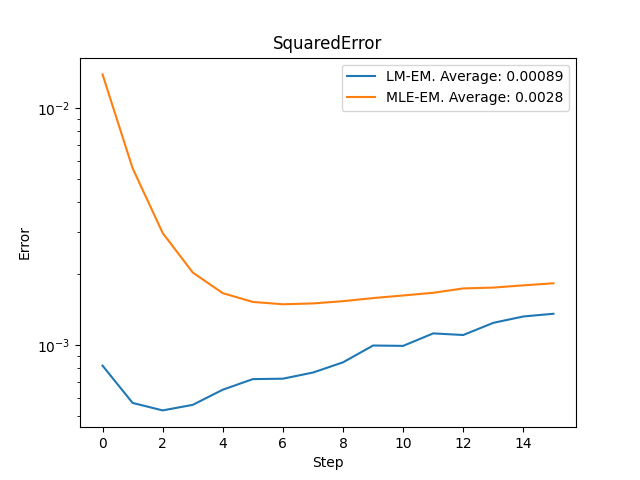 SquaredError
LM-EM. Average: 0.00089
MLE-EM. Average: 0.0028
10⁻²
10⁻³
Error
0 2 4 6 8 10 12 14
Step